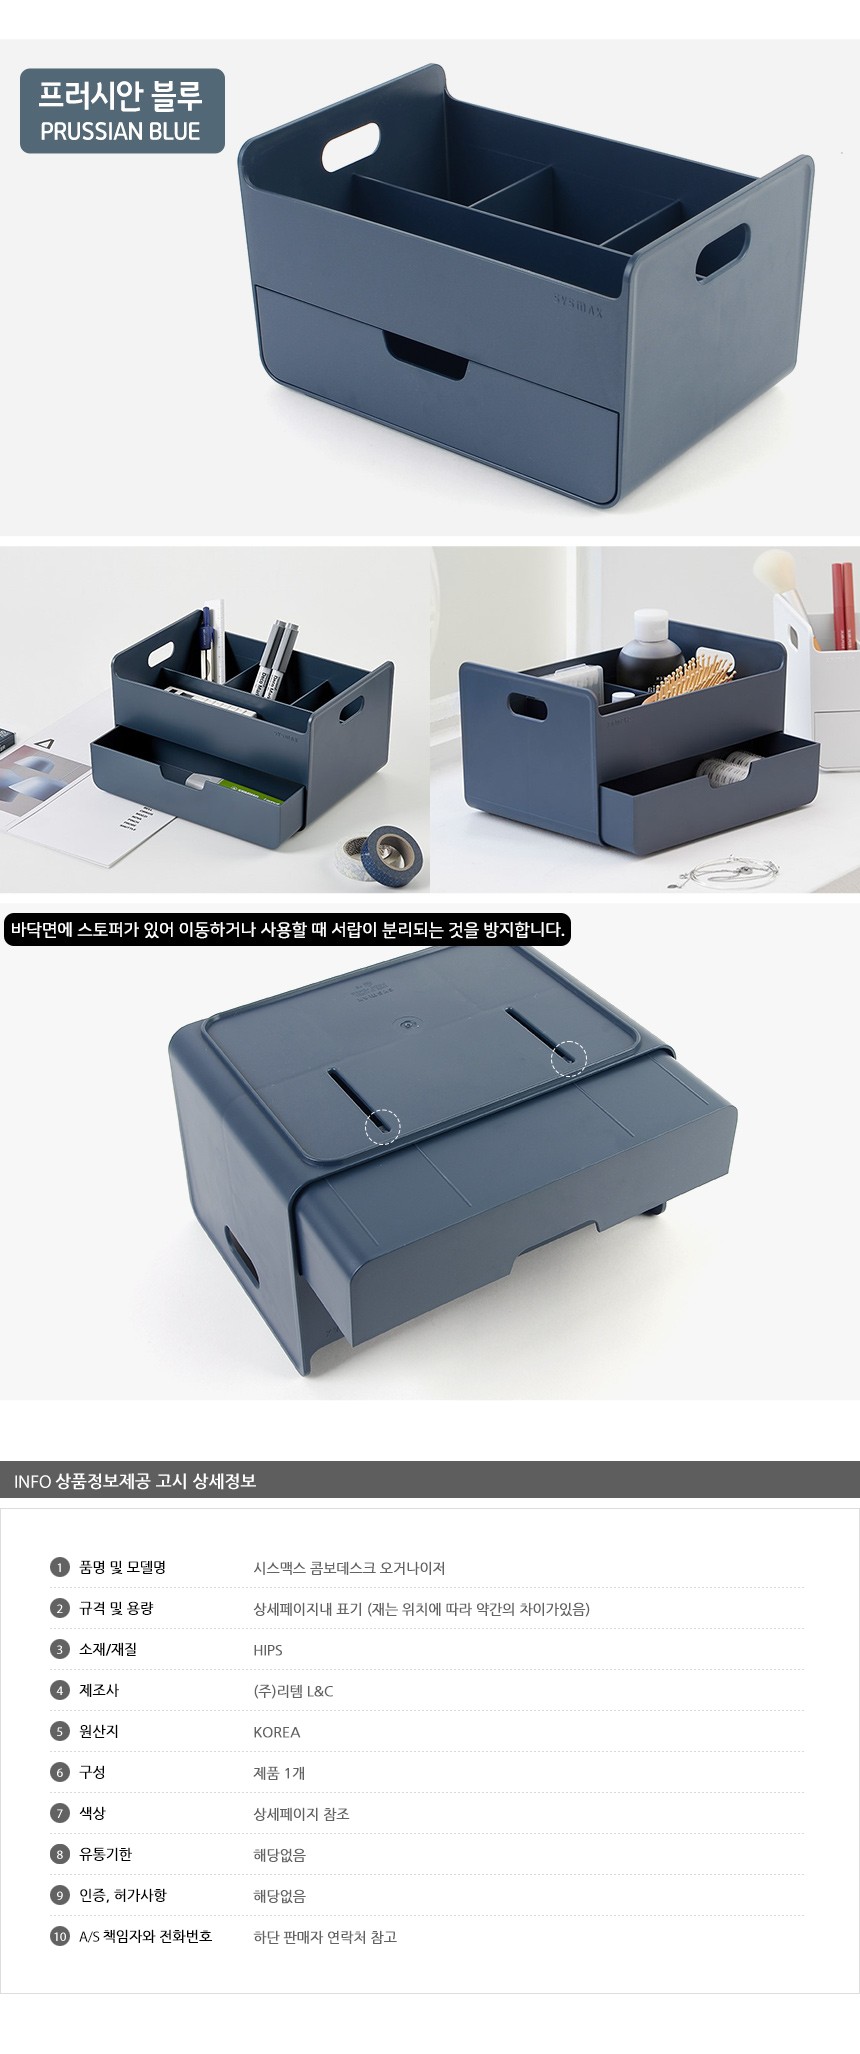 프러시안 블루
PRUSSIAN BLUE
SYSMAX
바닥면에 스토퍼가 있어 이동하거나 사용할 때 서랍이 분리되는 것을 방지합니다.
INFO 상품정보제공 고시 상세정보
1 품명 및 모델명 시스맥스 콤보데스크 오거나이저
2 규격 및 용량 상세페이지내 표기 (재는 위치에 따라 약간의 차이가있음)
3 소재/재질 HIPS
4 제조사 (주)리템 L&C
5 원산지 KOREA
6 구성 제품 1개
7 색상 상세페이지 참조
8 유통기한 해당없음
9 인증, 허가사항 해당없음
10 A/S 책임자와 전화번호 하단 판매자 연락처 참고